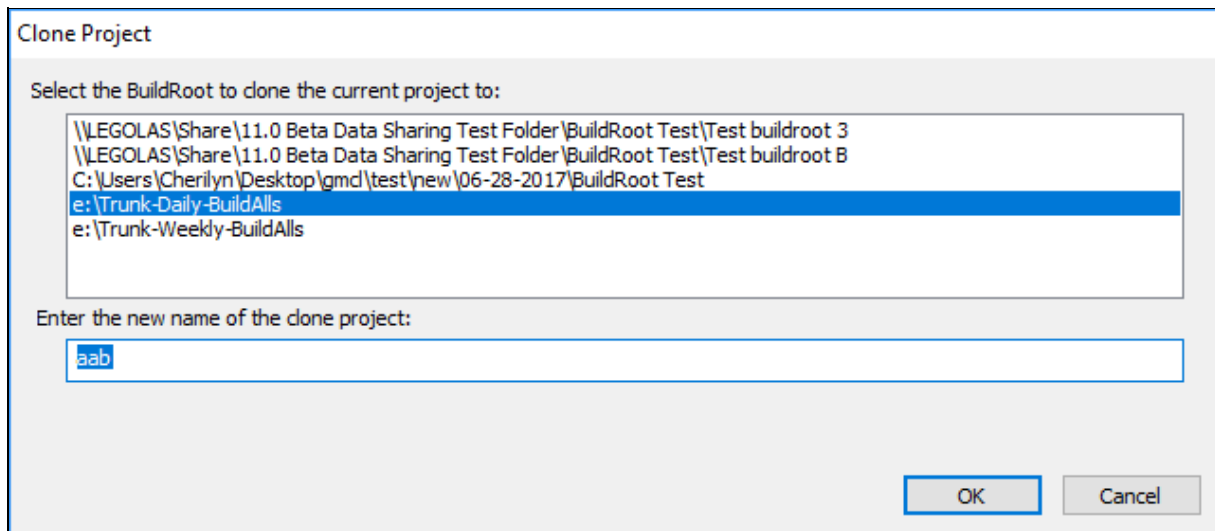 Clone Project
Select the BuildRoot to clone the current project to:
\\LEGOLAS\Share\11.0 Beta Data Sharing Test Folder\BuildRoot Test\Test buildroot 3
\\LEGOLAS\Share\11.0 Beta Data Sharing Test Folder\BuildRoot Test\Test buildroot B
C:\Users\Cherilyn\Desktop\gmcl\test\new\06-28-2017\BuildRoot Test
e:\Trunk-Daily-BuildAlls
e:\Trunk-Weekly-BuildAlls
Enter the new name of the clone project:
aab
OK Cancel